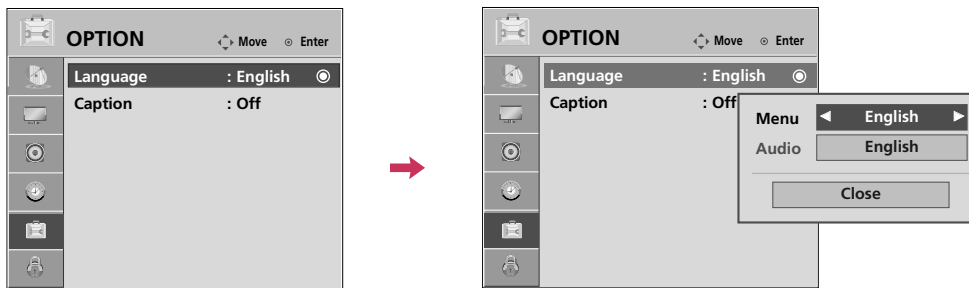 OPTION
Move Enter
Language : English
Caption : Off
OPTION
Move Enter
Language : English
Caption : Off
Menu English
Audio English
Close